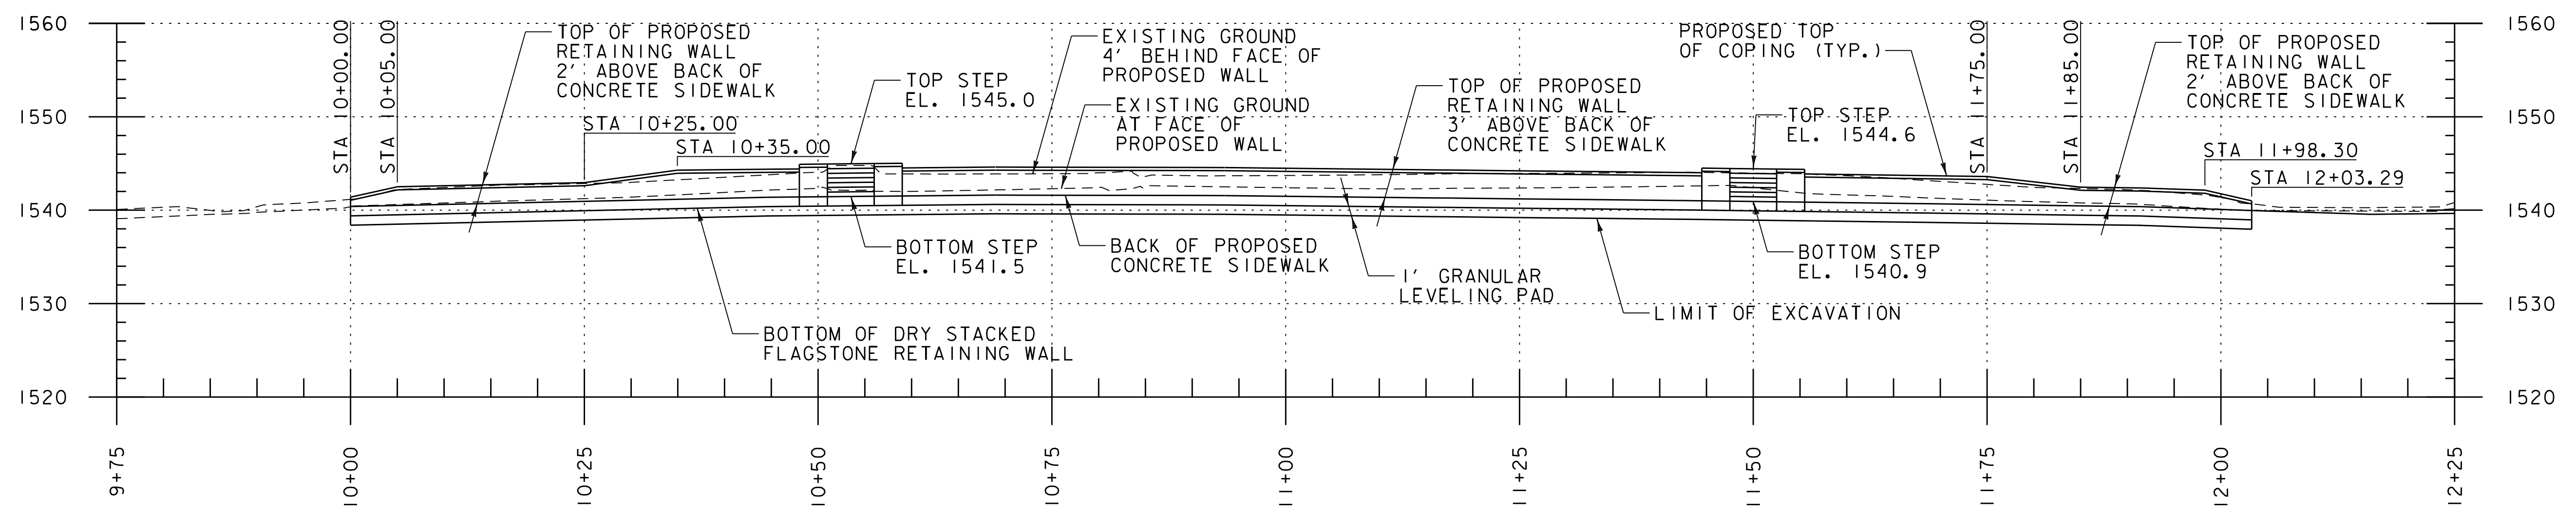 1560
1550
1540
1530
1520
STA 10+00.00
STA 10+05.00
TOP OF PROPOSED
RETAINING WALL
2' ABOVE BACK OF
CONCRETE SIDEWALK
STA 10+25.00
STA 10+35.00
TOP STEP
EL. 1545.0
EXISTING GROUND
4' BEHIND FACE OF
PROPOSED WALL
EXISTING GROUND
AT FACE OF
PROPOSED WALL
TOP OF PROPOSED
RETAINING WALL
3' ABOVE BACK OF
CONCRETE SIDEWALK
PROPOSED TOP
OF COPING (TYP.)
TOP STEP
EL. 1544.6
STA 11+75.00
STA 11+85.00
TOP OF PROPOSED
RETAINING WALL
2' ABOVE BACK OF
CONCRETE SIDEWALK
STA 11+98.30
STA 12+03.29
BOTTOM OF DRY STACKED
FLAGSTONE RETAINING WALL
BOTTOM STEP
EL. 1541.5
BACK OF PROPOSED
CONCRETE SIDEWALK
1' GRANULAR
LEVELING PAD
LIMIT OF EXCAVATION
BOTTOM STEP
EL. 1540.9
1560
1550
1540
1530
1520
9+75
10+00
10+25
10+50
10+75
11+00
11+25
11+50
11+75
12+00
12+25